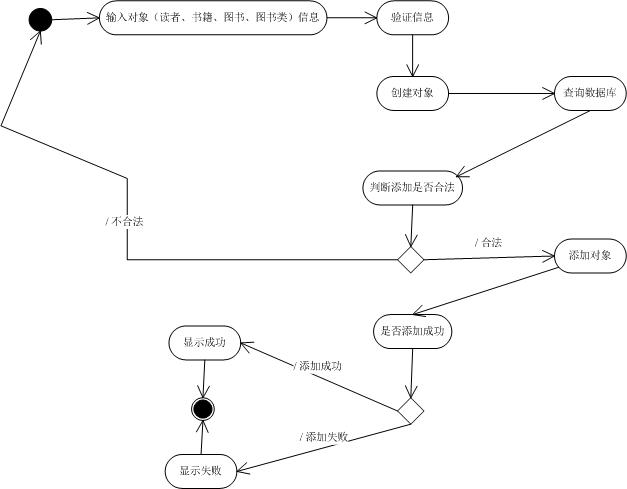 输入对象（读者、书籍、图书、图书类）信息
验证信息
创建对象
查询数据库
判断添加是否合法
/ 不合法
/ 合法
添加对象
是否添加成功
显示成功
/ 添加成功
/ 添加失败
显示失败